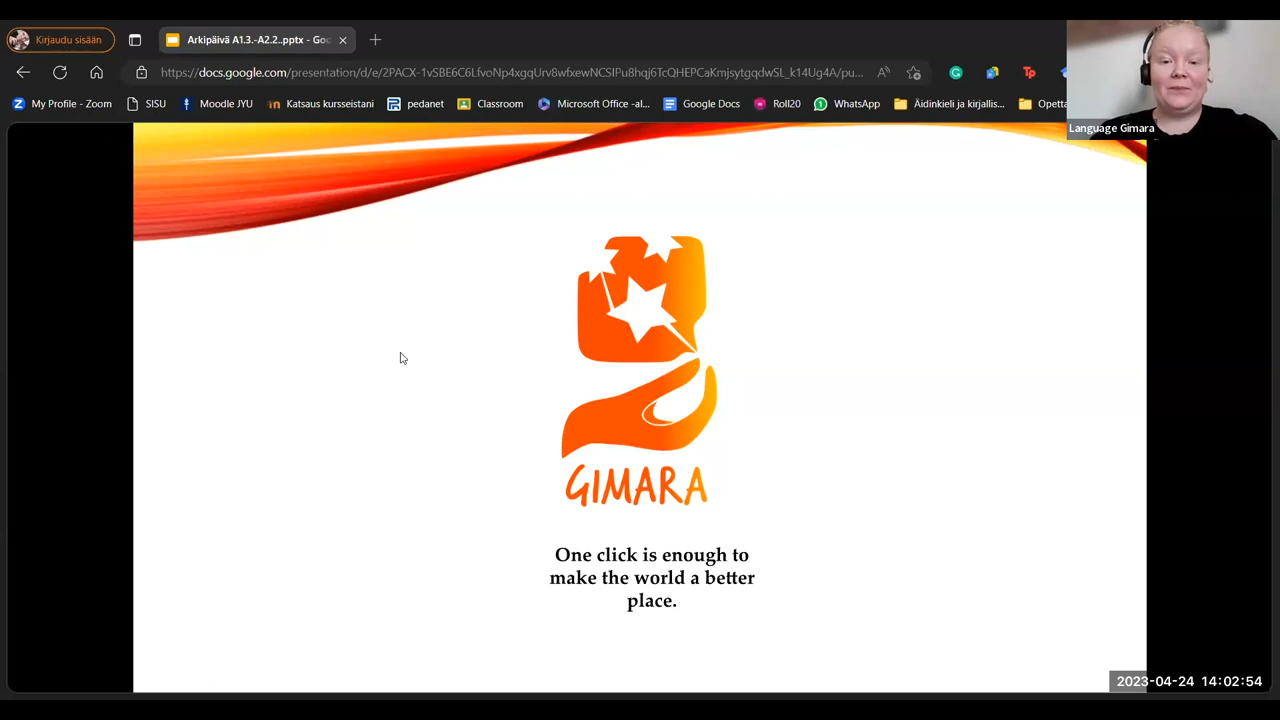 Kirjaudu sisään
Arkipäivä A1.3.-A2.2..pptx - Goo
https://docs.google.com/presentation/d/e/2PACX-1vSBE6C6LfvoNp4xgqUrv8wfxewNCSIPu8hqj6TcQHEPCaKmjsytgqdwSL_k14Ug4A/pu...
My Profile - Zoom
SISU
Moodle JYU
Katsaus kursseistani
pedanet
Classroom
Microsoft Office -al...
Google Docs
Roll20
WhatsApp
Äidinkieli ja kirjallis...
Opetta
Language Gimara
GIMARA
One click is enough to
make the world a better
place.
2023-04-24 14:02:54